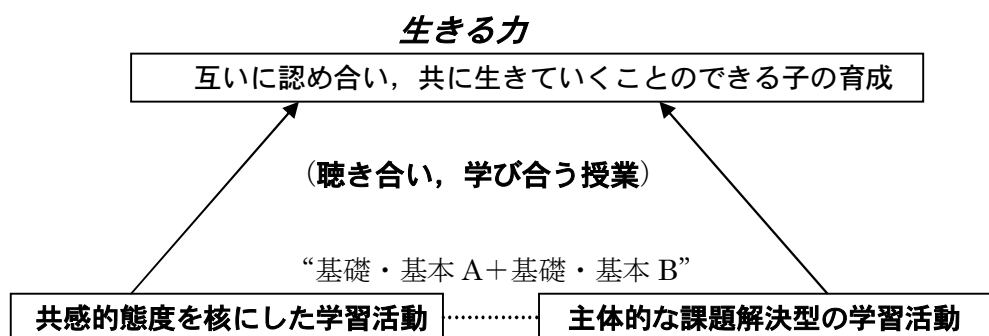 生きる力
互いに認め合い，共に生きていくことのできる子の育成
（聴き合い，学び合う授業）
“基礎・基本 A＋基礎・基本 B”
共感的態度を核にした学習活動
主体的な課題解決型の学習活動